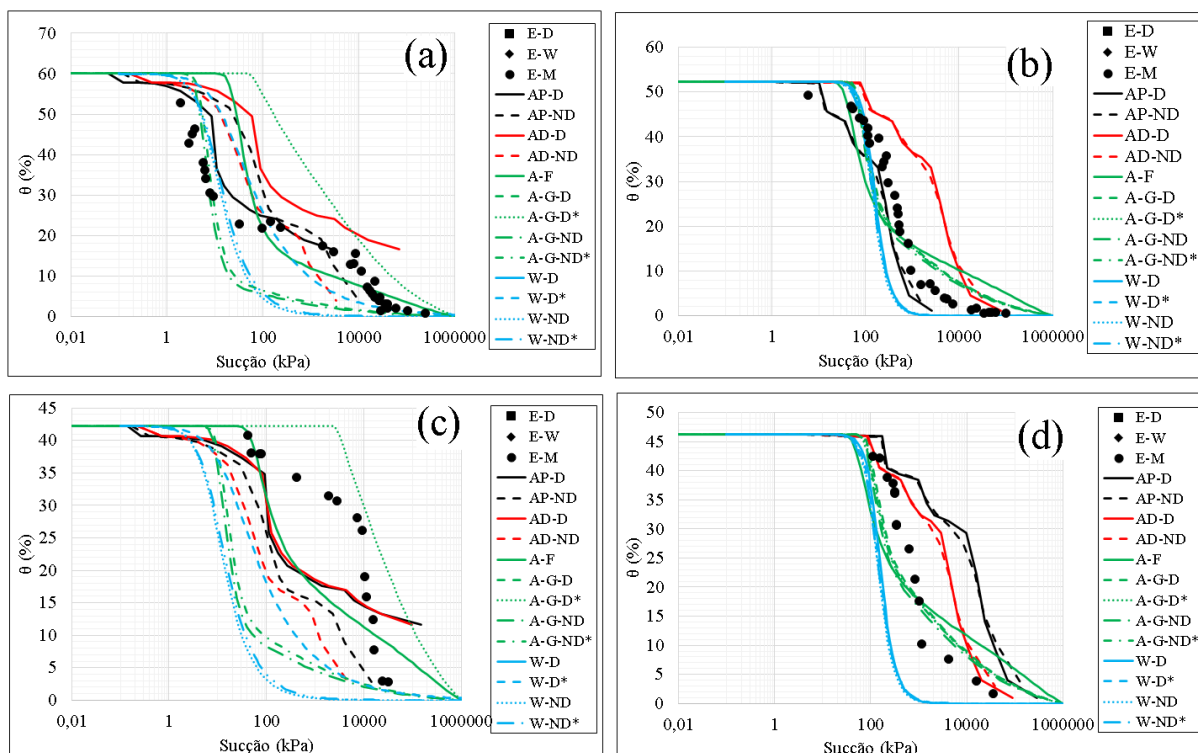 (a)
θ (%)
70
60
50
40
30
20
10
0
0,01
1
100
10000
1000000
Sucção (kPa)
E-D
E-W
E-M
AP-D
AP-ND
AD-D
AD-ND
A-F
A-G-D
A-G-D*
A-G-ND
A-G-ND*
W-D
W-D*
W-ND
W-ND*
(b)
θ (%)
60
50
40
30
20
10
0
0,01
1
100
10000
1000000
Sucção (kPa)
E-D
E-W
E-M
AP-D
AP-ND
AD-D
AD-ND
A-F
A-G-D
A-G-D*
A-G-ND
A-G-ND*
W-D
W-D*
W-ND
W-ND*
(c)
θ (%)
45
40
35
30
25
20
15
10
5
0
0,01
1
100
10000
1000000
Sucção (kPa)
E-D
E-W
E-M
AP-D
AP-ND
AD-D
AD-ND
A-F
A-G-D
A-G-D*
A-G-ND
A-G-ND*
W-D
W-D*
W-ND
W-ND*
(d)
θ (%)
50
45
40
35
30
25
20
15
10
5
0
0,01
1
100
10000
1000000
Sucção (kPa)
E-D
E-W
E-M
AP-D
AP-ND
AD-D
AD-ND
A-F
A-G-D
A-G-D*
A-G-ND
A-G-ND*
W-D
W-D*
W-ND
W-ND*